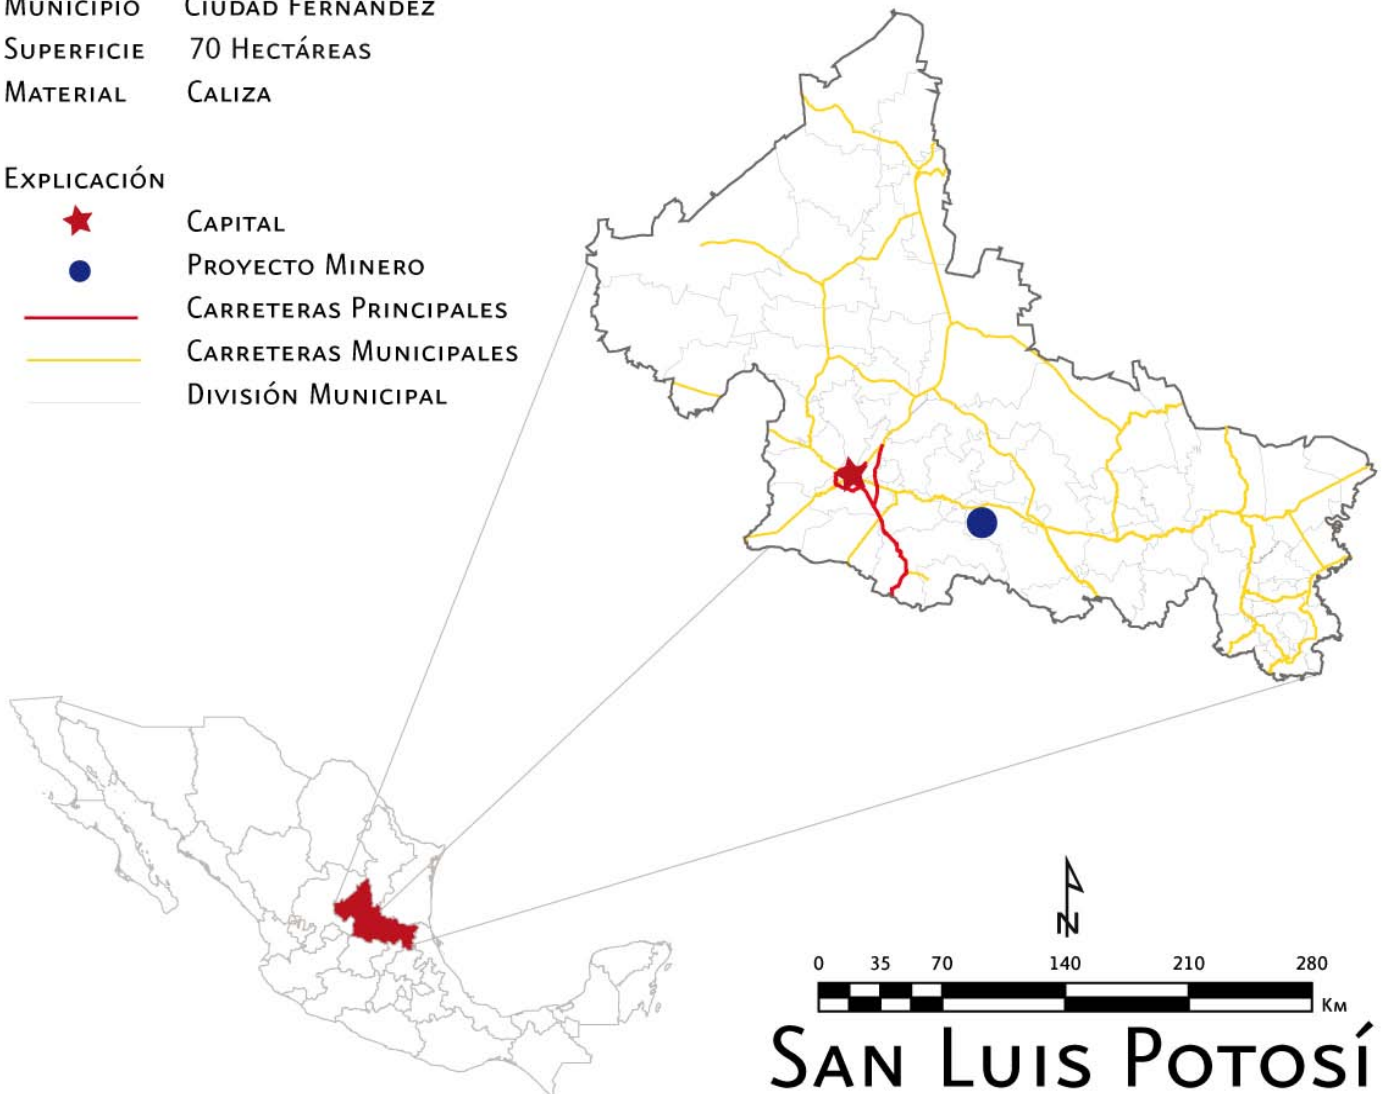 Municipio Ciudad Fernandez
Superficie 70 Hectáreas
Material Caliza
Explicación
Capital
Proyecto Minero
Carreteras Principales
Carreteras Municipales
División Municipal
N
0 35 70 140 210 280
Km
San Luis Potosí